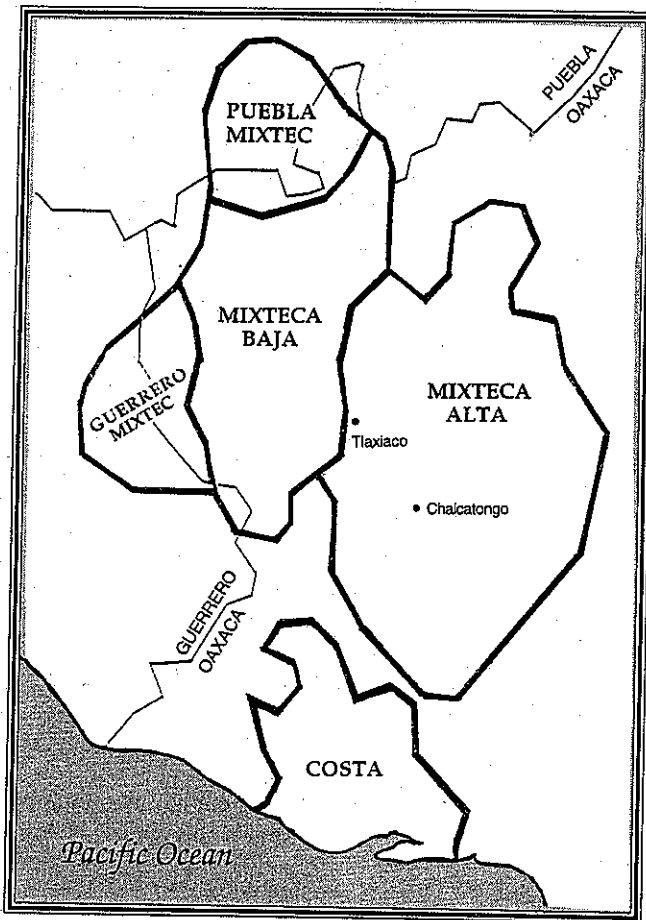 PUEBLA
OAXACA
PUEBLA
MIXTEC
MIXTECA
BAJA
MIXTECA
ALTA
GUERRERO
MIXTEC
Tlaxiaco
Chalcatongo
GUERRERO
OAXACA
COSTA
Pacific Ocean